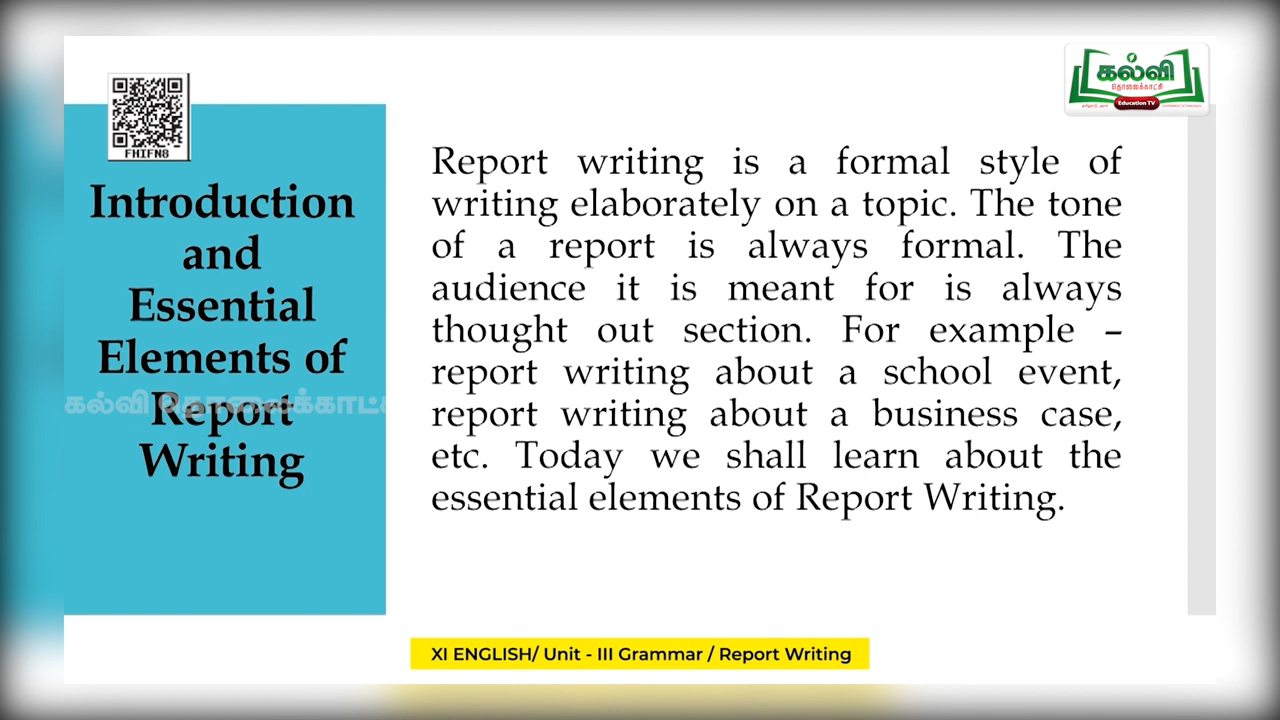 கல்வி
தொலைக்காட்சி
Education TV
FHIFN8
Introduction
and
Essential
Elements of
Report
Writing
கல்வி தொலைக்காட்
Report writing is a formal style of
writing elaborately on a topic. The tone
of a report is always formal. The
audience it is meant for is always
thought out section. For example –
report writing about a school event,
report writing about a business case,
etc. Today we shall learn about the
essential elements of Report Writing.
XI ENGLISH/ Unit - III Grammar / Report Writing